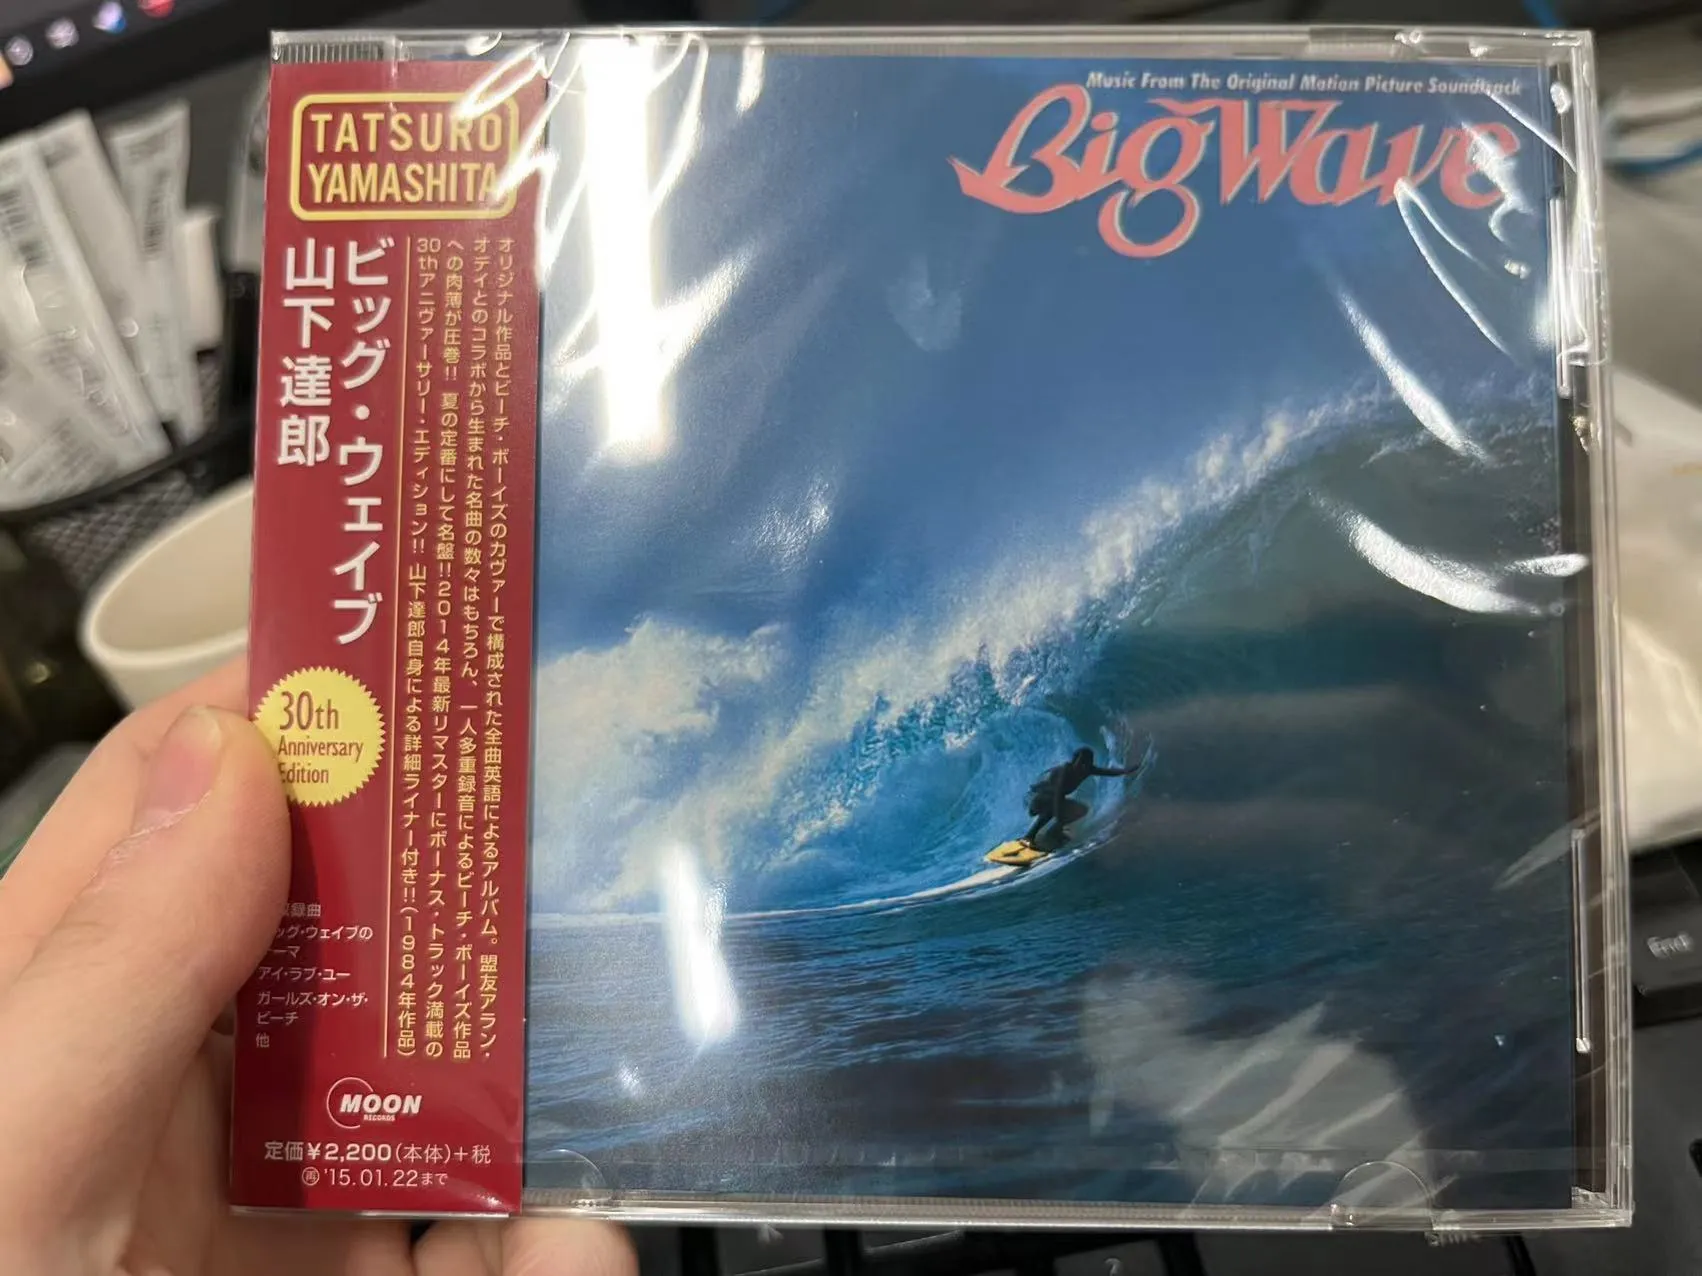 TATSURO
YAMASHITA
ビッグ・ウェイブ
山下達郎
オリジナル作品とビーチ・ボーイズのカヴァーで構成された全曲英語によるアルバム。盟友アラン・
オデイとのコラボから生まれた名曲の数々はもちろん、一人多重録音によるビーチ・ボーイズ作品
への肉薄が圧巻!! 夏の定番にして名盤!!2014年最新リマスターにボーナス・トラック満載の
30thアニヴァーサリー・エディション!! 山下達郎自身による詳細ライナー付き!!(1984年作品)
30th
Anniversary
Edition
収録曲
ッグ・ウェイブの
ーマ
アイ・ラブ・ユー
ガールズ・オン・ザ・
ビーチ
他
MOON
RECORDS
定価¥2,200(本体)+税
再 '15.01.22まで
Music From The Original Motion Picture Soundtrack
Big Wave
End